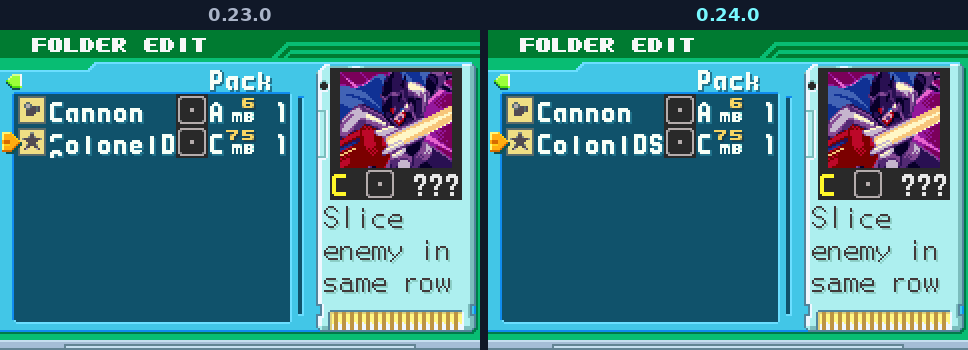 0.23.0
FOLDER EDIT
Pack
Cannon A 6 MB 1
ColonelD C 75 MB 1
C ???
Slice
enemy in
same row
0.24.0
FOLDER EDIT
Pack
Cannon A 6 MB 1
ColonlDS C 75 MB 1
C ???
Slice
enemy in
same row